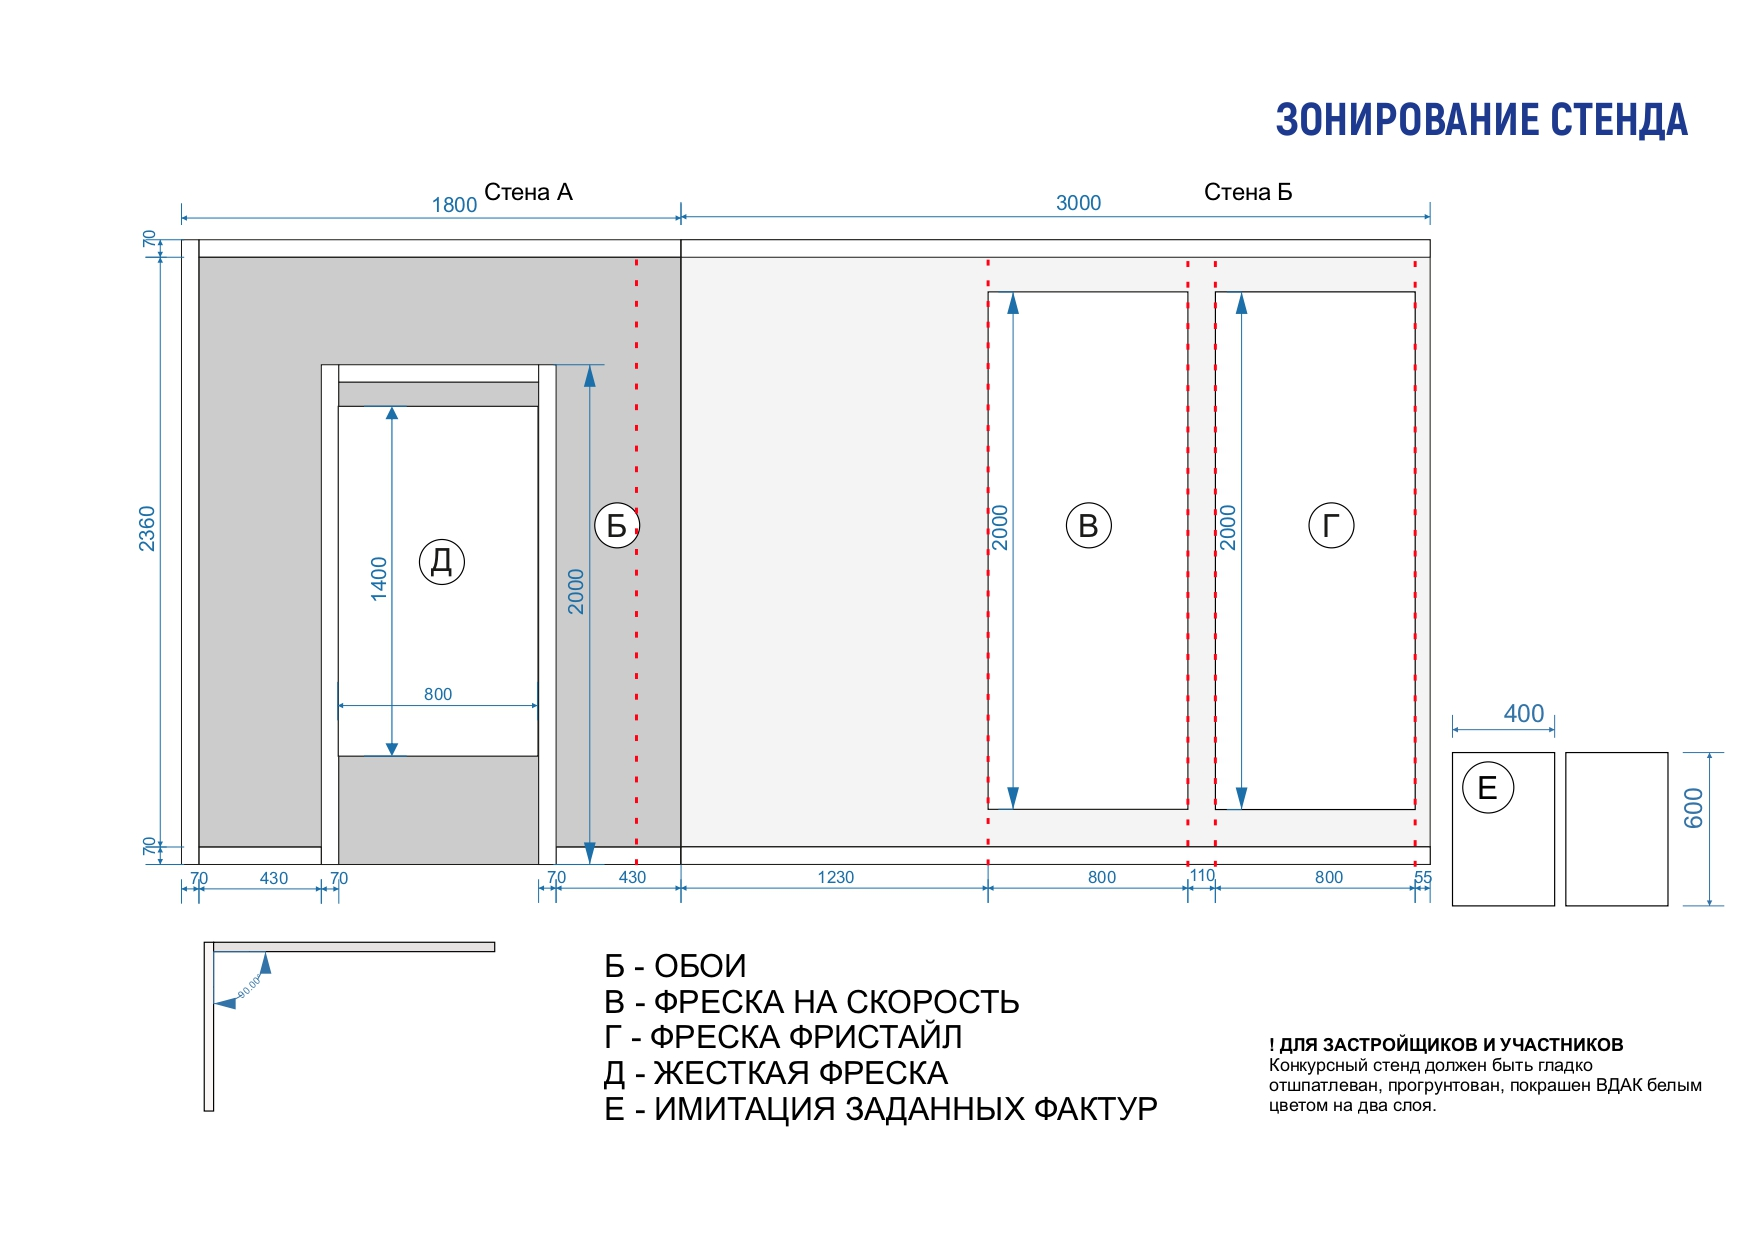 ЗОНИРОВАНИЕ СТЕНДА
Стена А
Стена Б
1800
3000
70
2360
70
1400
800
2000
Д
Б
2000
В
2000
Г
400
Е
600
70
430
70
70
430
1230
800
110
800
55
90.00°
Б - ОБОИ
В - ФРЕСКА НА СКОРОСТЬ
Г - ФРЕСКА ФРИСТАЙЛ
Д - ЖЕСТКАЯ ФРЕСКА
Е - ИМИТАЦИЯ ЗАДАННЫХ ФАКТУР
! ДЛЯ ЗАСТРОЙЩИКОВ И УЧАСТНИКОВ
Конкурсный стенд должен быть гладко
отшпатлеван, прогрунтован, покрашен ВДАК белым
цветом на два слоя.